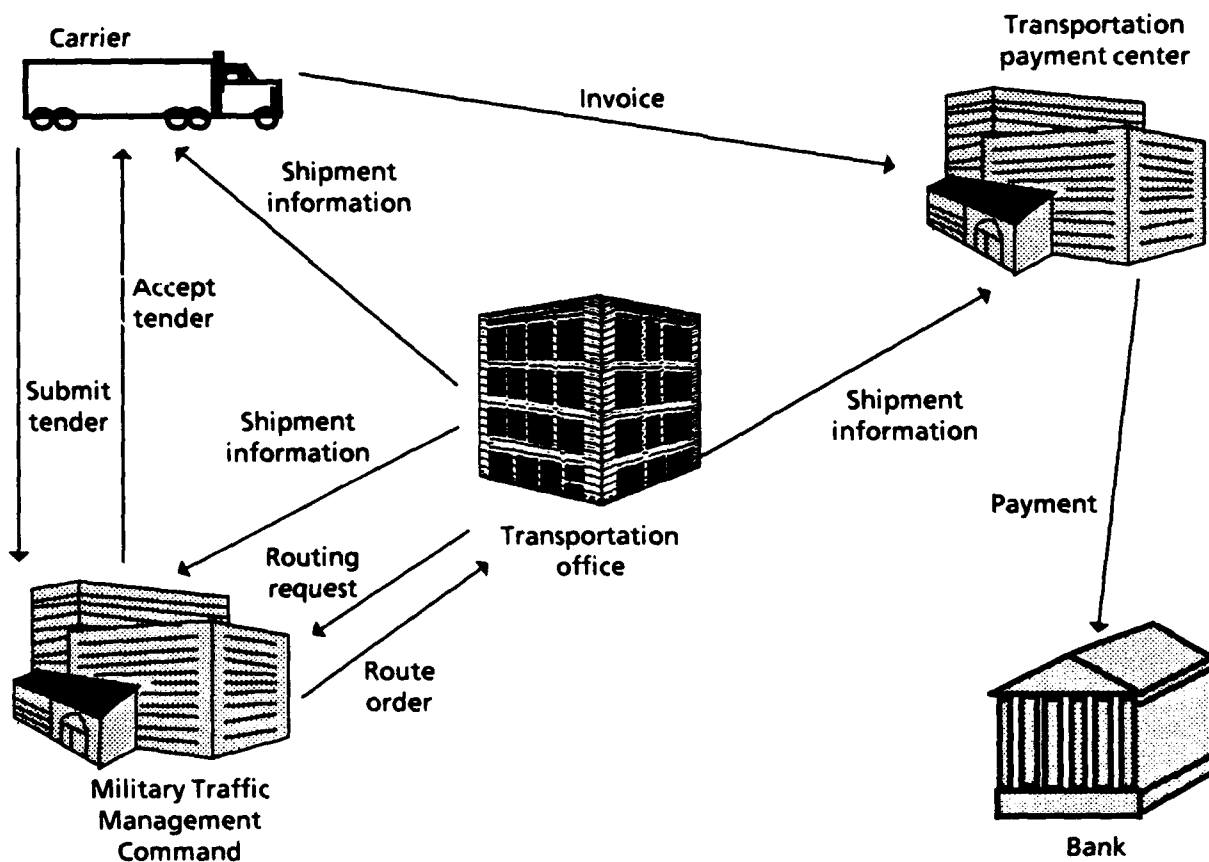 Carrier
Transportation
payment center
Invoice
Shipment
information
Accept
tender
Submit
tender
Shipment
information
Shipment
information
Payment
Transportation
office
Routing
request
Route
order
Military Traffic
Management
Command
Bank